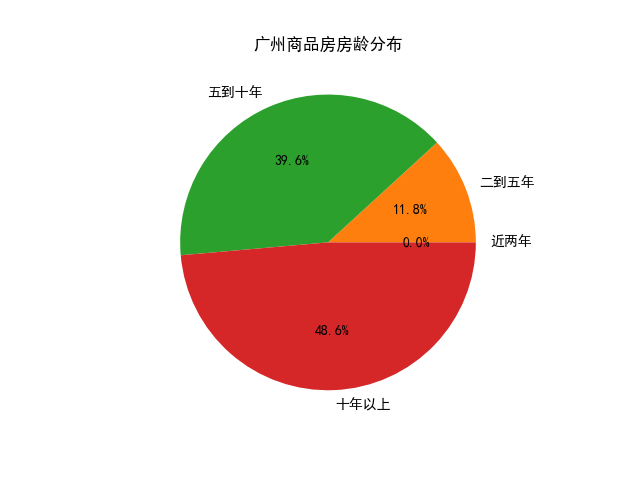 广州商品房房龄分布
五到十年
39.6%
二到五年
11.8%
0.0%
近两年
48.6%
十年以上